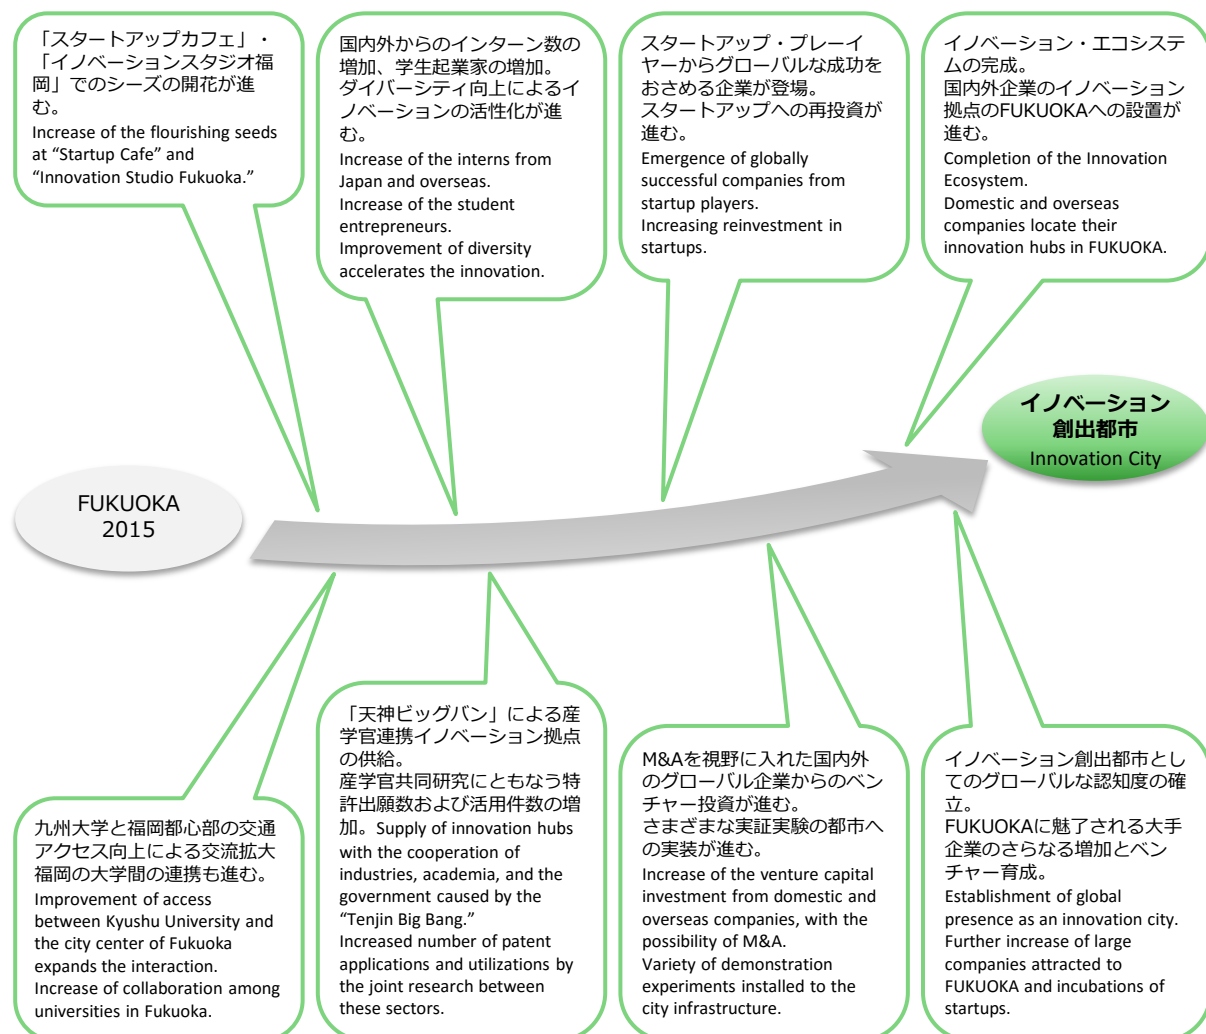 「スタートアップカフェ」・
「イノベーションスタジオ福
岡」でのシーズの開花が進
む。
Increase of the flourishing seeds
at “Startup Cafe” and
“Innovation Studio Fukuoka.”
国内外からのインターン数の
増加、学生起業家の増加。
ダイバーシティ向上によるイ
ノベーションの活性化が進
む。
Increase of the interns from
Japan and overseas.
Increase of the student
entrepreneurs.
Improvement of diversity
accelerates the innovation.
スタートアップ・プレーイ
ヤーからグローバルな成功を
おさめる企業が登場。
スタートアップへの再投資が
進む。
Emergence of globally
successful companies from
startup players.
Increasing reinvestment in
startups.
イノベーション・エコシステ
ムの完成。
国内外企業のイノベーション
拠点のFUKUOKAへの設置が
進む。
Completion of the Innovation
Ecosystem.
Domestic and overseas
companies locate their
innovation hubs in FUKUOKA.
イノベーション
創出都市
Innovation City
FUKUOKA
2015
九州大学と福岡都心部の交通
アクセス向上による交流拡大
福岡の大学間の連携も進む。
Improvement of access
between Kyushu University and
the city center of Fukuoka
expands the interaction.
Increase of collaboration among
universities in Fukuoka.
「天神ビッグバン」による産
学官連携イノベーション拠点
の供給。
産学官共同研究にともなう特
許出願数および活用件数の増
加。Supply of innovation hubs
with the cooperation of
industries, academia, and the
government caused by the
“Tenjin Big Bang.”
Increased number of patent
applications and utilizations by
the joint research between
these sectors.
M&Aを視野に入れた国内外
のグローバル企業からのベン
チャー投資が進む。
さまざまな実証実験の都市へ
の実装が進む。
Increase of the venture capital
investment from domestic and
overseas companies, with the
possibility of M&A.
Variety of demonstration
experiments installed to the
city infrastructure.
イノベーション創出都市とし
てのグローバルな認知度の確
立。
FUKUOKAに魅了される大手
企業のさらなる増加とベン
チャー育成。
Establishment of global
presence as an innovation city.
Further increase of large
companies attracted to
FUKUOKA and incubations of
startups.